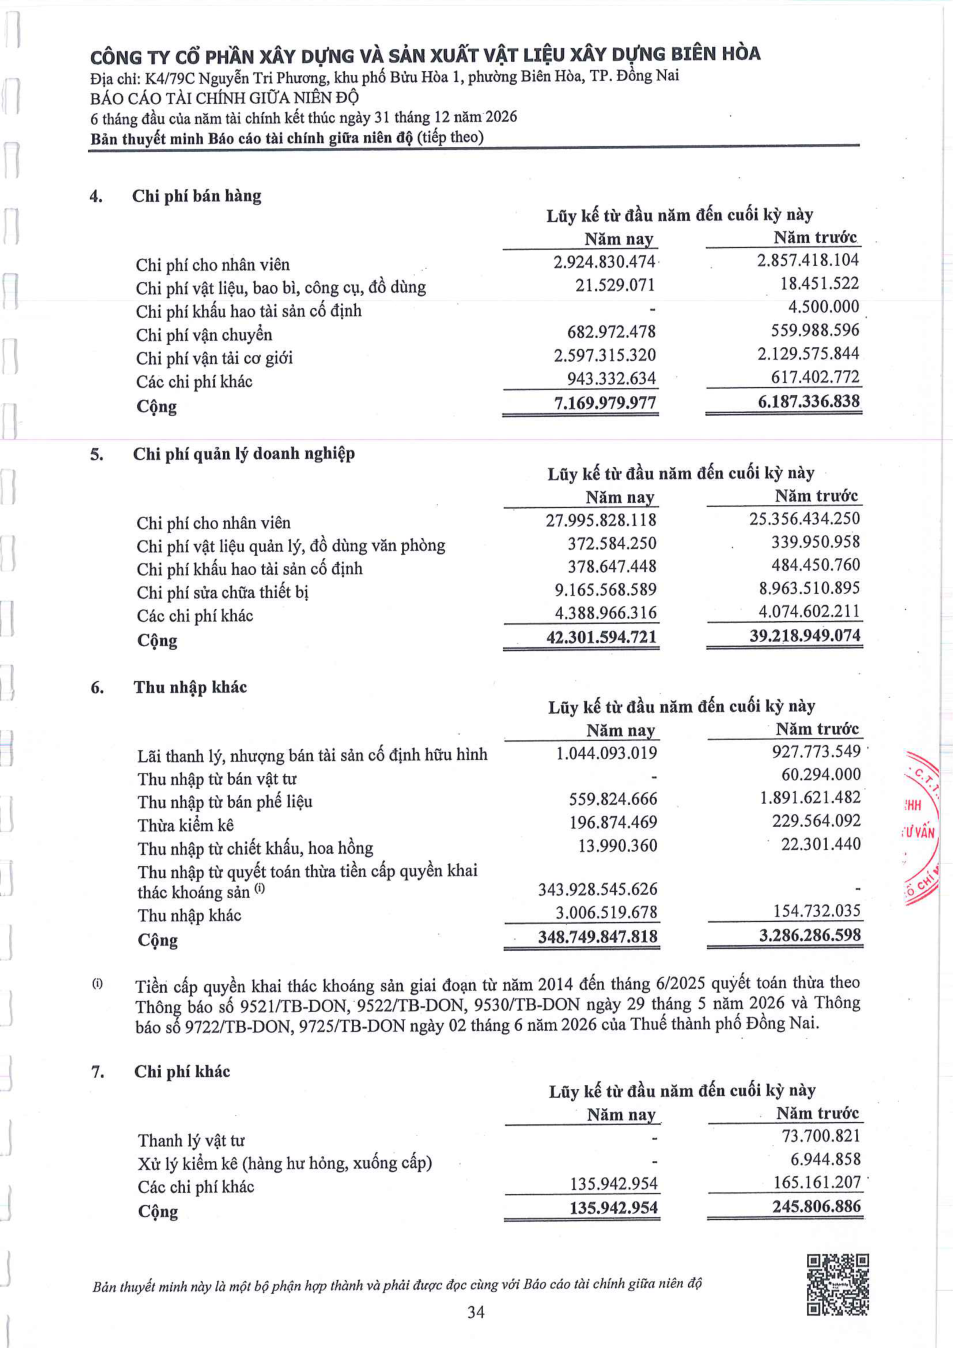 CÔNG TY CỔ PHẦN XÂY DỰNG VÀ SẢN XUẤT VẬT LIỆU XÂY DỰNG BIÊN HÒA
Địa chỉ: K4/79C Nguyễn Tri Phương, khu phố Bửu Hòa 1, phường Biên Hòa, TP. Đồng Nai
BÁO CÁO TÀI CHÍNH GIỮA NIÊN ĐỘ
6 tháng đầu của năm tài chính kết thúc ngày 31 tháng 12 năm 2026
Bản thuyết minh Báo cáo tài chính giữa niên độ (tiếp theo)
4. Chi phí bán hàng
Lũy kế từ đầu năm đến cuối kỳ này
Năm nay Năm trước
Chi phí cho nhân viên 2.924.830.474 2.857.418.104
Chi phí vật liệu, bao bì, công cụ, đồ dùng 21.529.071 18.451.522
Chi phí khấu hao tài sản cố định - 4.500.000
Chi phí vận chuyển 682.972.478 559.988.596
Chi phí vận tải cơ giới 2.597.315.320 2.129.575.844
Các chi phí khác 943.332.634 617.402.772
Cộng 7.169.979.977 6.187.336.838
5. Chi phí quản lý doanh nghiệp
Lũy kế từ đầu năm đến cuối kỳ này
Năm nay Năm trước
Chi phí cho nhân viên 27.995.828.118 25.356.434.250
Chi phí vật liệu quản lý, đồ dùng văn phòng 372.584.250 339.950.958
Chi phí khấu hao tài sản cố định 378.647.448 484.450.760
Chi phí sửa chữa thiết bị 9.165.568.589 8.963.510.895
Các chi phí khác 4.388.966.316 4.074.602.211
Cộng 42.301.594.721 39.218.949.074
6. Thu nhập khác
Lũy kế từ đầu năm đến cuối kỳ này
Năm nay Năm trước
Lãi thanh lý, nhượng bán tài sản cố định hữu hình 1.044.093.019 927.773.549
Thu nhập từ bán vật tư - 60.294.000
Thu nhập từ bán phế liệu 559.824.666 1.891.621.482
Thừa kiểm kê 196.874.469 229.564.092
Thu nhập từ chiết khấu, hoa hồng 13.990.360 22.301.440
Thu nhập từ quyết toán thừa tiền cấp quyền khai
thác khoáng sản (i) 343.928.545.626 -
Thu nhập khác 3.006.519.678 154.732.035
Cộng 348.749.847.818 3.286.286.598
(i) Tiền cấp quyền khai thác khoáng sản giai đoạn từ năm 2014 đến tháng 6/2025 quyết toán thừa theo
Thông báo số 9521/TB-DON, 9522/TB-DON, 9530/TB-DON ngày 29 tháng 5 năm 2026 và Thông
báo số 9722/TB-DON, 9725/TB-DON ngày 02 tháng 6 năm 2026 của Thuế thành phố Đồng Nai.
7. Chi phí khác
Lũy kế từ đầu năm đến cuối kỳ này
Năm nay Năm trước
Thanh lý vật tư - 73.700.821
Xử lý kiểm kê (hàng hư hỏng, xuống cấp) - 6.944.858
Các chi phí khác 135.942.954 165.161.207
Cộng 135.942.954 245.806.886
Bản thuyết minh này là một bộ phận hợp thành và phải được đọc cùng với Báo cáo tài chính giữa niên độ
34